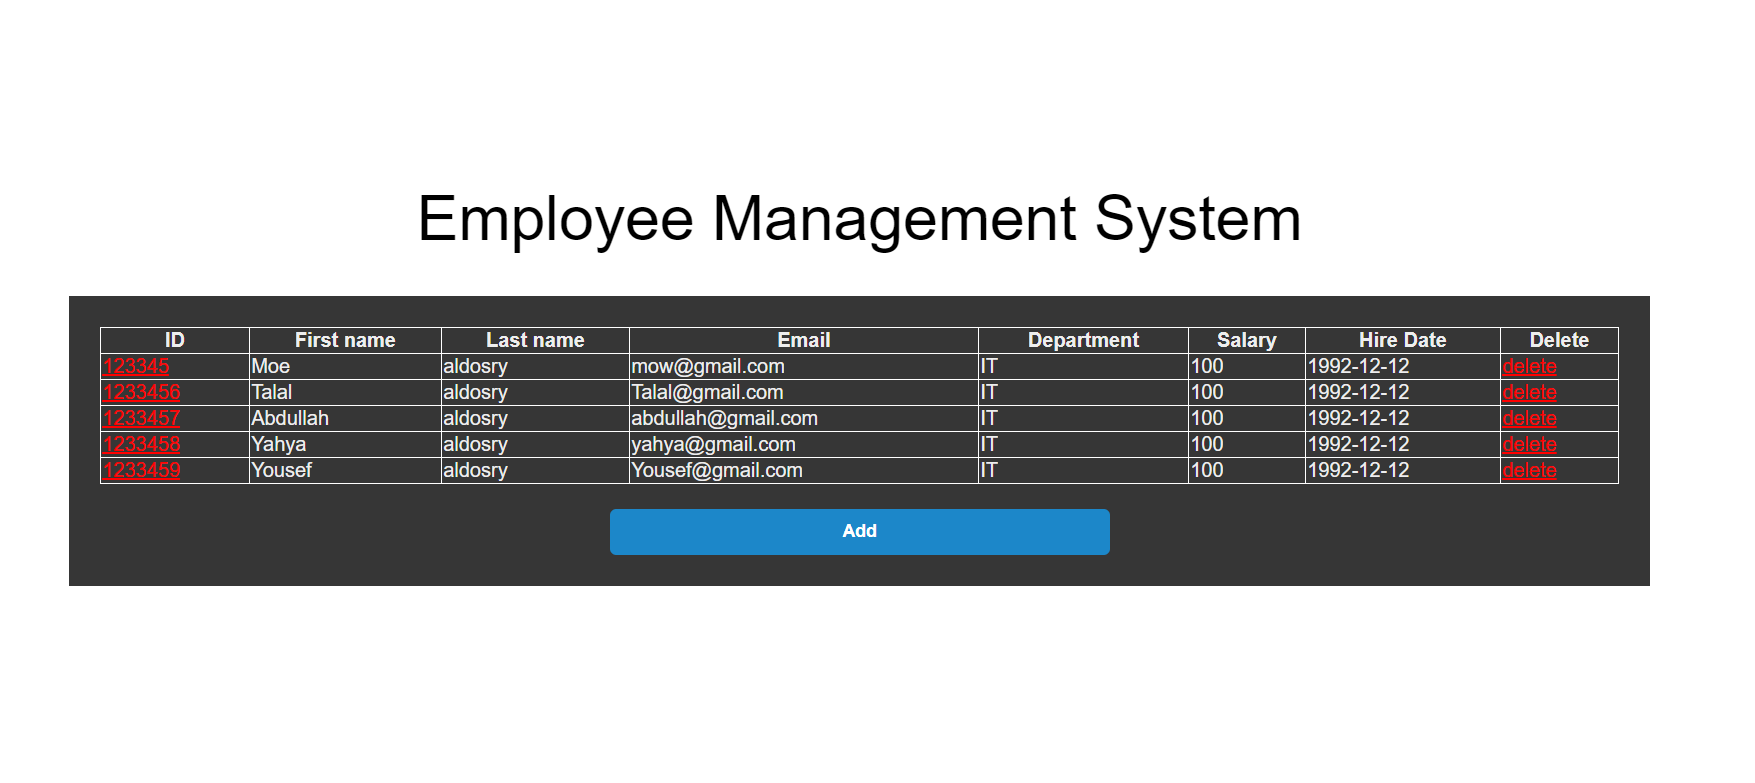 Employee Management System
ID First name Last name Email Department Salary Hire Date Delete
123345 Moe aldosry mow@gmail.com IT 100 1992-12-12 delete
1233456 Talal aldosry Talal@gmail.com IT 100 1992-12-12 delete
1233457 Abdullah aldosry abdullah@gmail.com IT 100 1992-12-12 delete
1233458 Yahya aldosry yahya@gmail.com IT 100 1992-12-12 delete
1233459 Yousef aldosry Yousef@gmail.com IT 100 1992-12-12 delete
Add